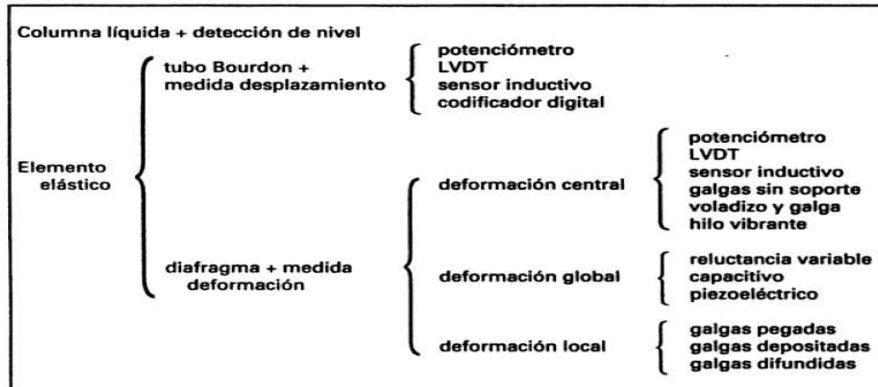 Columna líquida + detección de nivel
Elemento
elástico
tubo Bourdon +
medida desplazamiento
potenciómetro
LVDT
sensor inductivo
codificador digital
diafragma + medida
deformación
deformación central
potenciómetro
LVDT
sensor inductivo
galgas sin soporte
voladizo y galga
hilo vibrante
deformación global
reluctancia variable
capacitivo
piezoeléctrico
deformación local
galgas pegadas
galgas depositadas
galgas difundidas